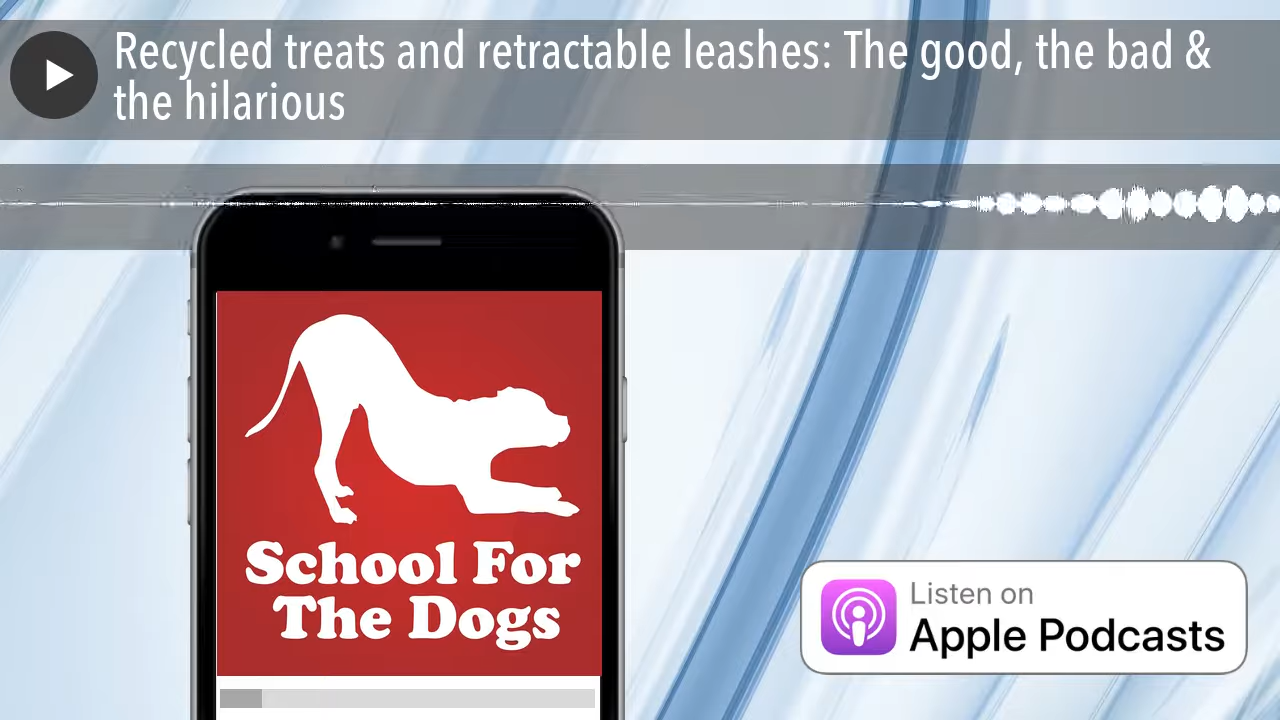 Recycled treats and retractable leashes: The good, the bad &
the hilarious
School For
The Dogs
Listen on
Apple Podcasts